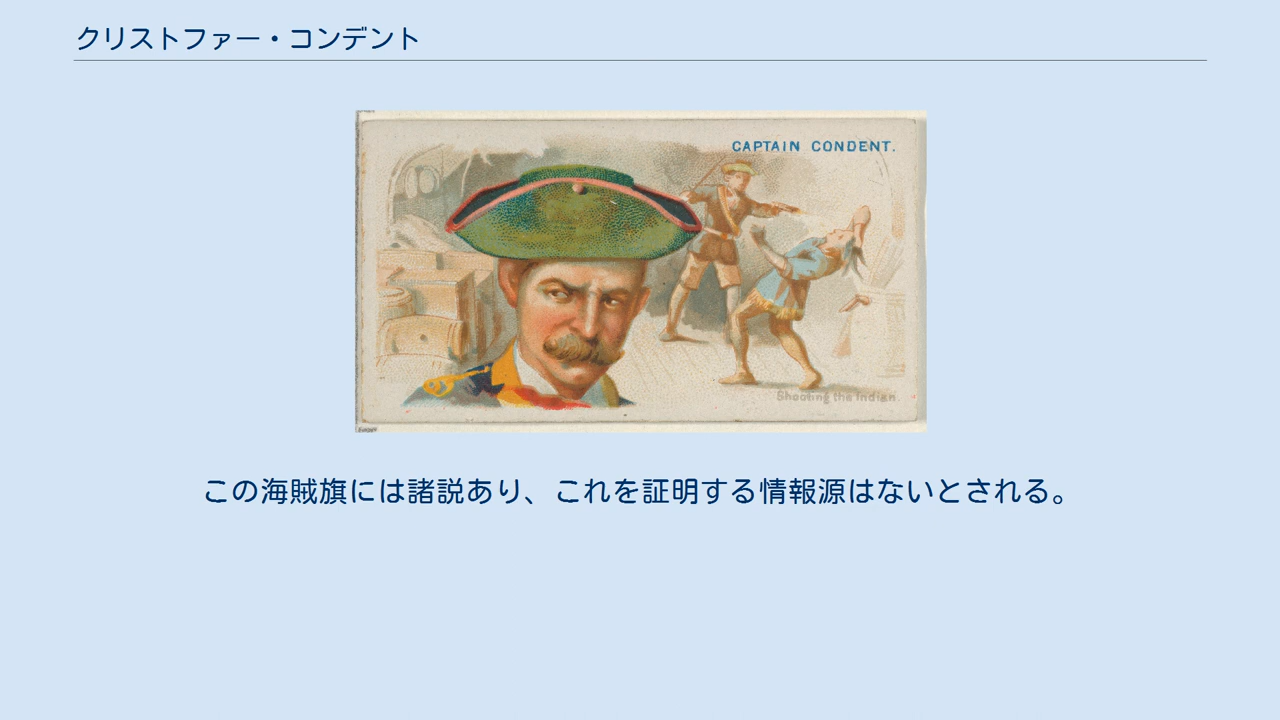 クリストファー・コンデント
CAPTAIN CONDENT.
Shooting the Indian.
この海賊旗には諸説あり、これを証明する情報源はないとされる。